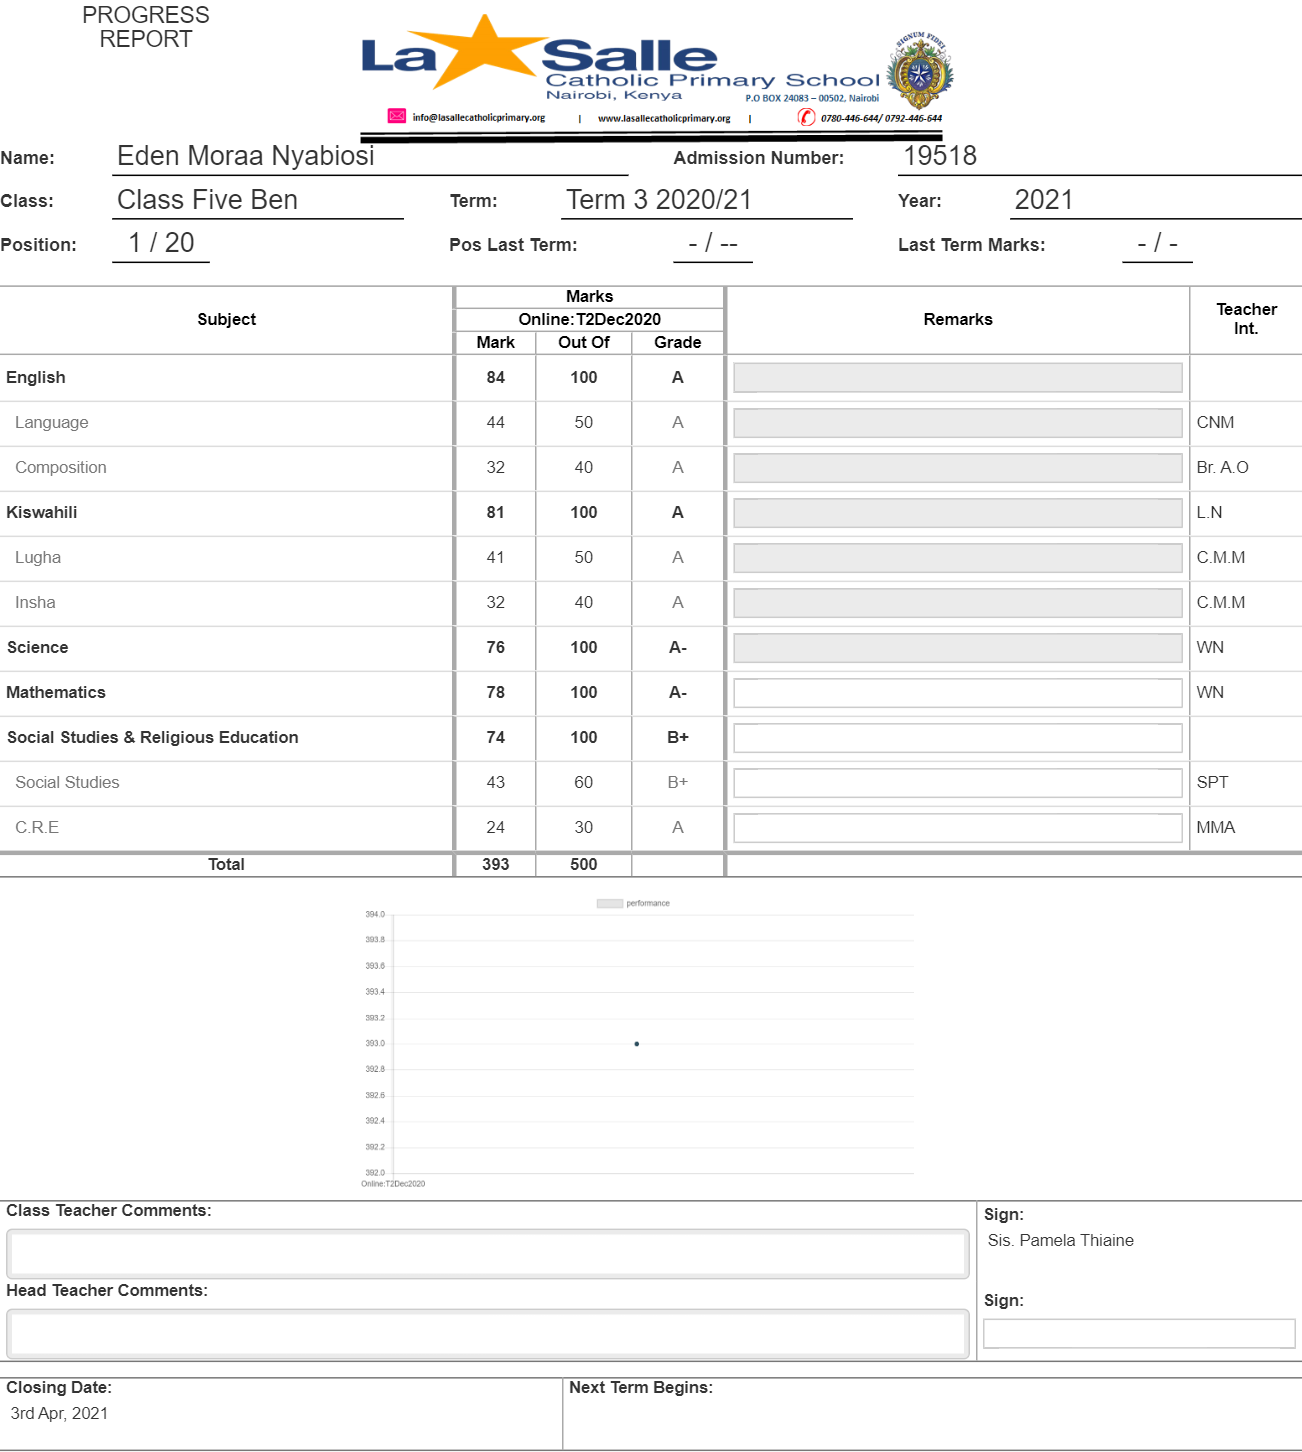 PROGRESS
REPORT
La Salle
Catholic Primary School
Nairobi, Kenya
P.O BOX 24083 – 00502, Nairobi
SIGNUM FIDEI
info@lasallecatholicprimary.org | www.lasallecatholicprimary.org | 0780-446-644/ 0792-446-644
Name: Eden Moraa Nyabiosi Admission Number: 19518
Class: Class Five Ben Term: Term 3 2020/21 Year: 2021
Position: 1 / 20 Pos Last Term: - / -- Last Term Marks: - / -
Subject Marks Remarks Teacher Int.
Online:T2Dec2020
Mark Out Of Grade
English 84 100 A
Language 44 50 A CNM
Composition 32 40 A Br. A.O
Kiswahili 81 100 A L.N
Lugha 41 50 A C.M.M
Insha 32 40 A C.M.M
Science 76 100 A- WN
Mathematics 78 100 A- WN
Social Studies & Religious Education 74 100 B+
Social Studies 43 60 B+ SPT
C.R.E 24 30 A MMA
Total 393 500
performance
394.0
393.8
393.6
393.4
393.2
393.0
392.8
392.6
392.4
392.2
392.0
Online:T2Dec2020
Class Teacher Comments:
Sign:
Sis. Pamela Thiaine
Head Teacher Comments:
Sign:
Closing Date: Next Term Begins:
3rd Apr, 2021